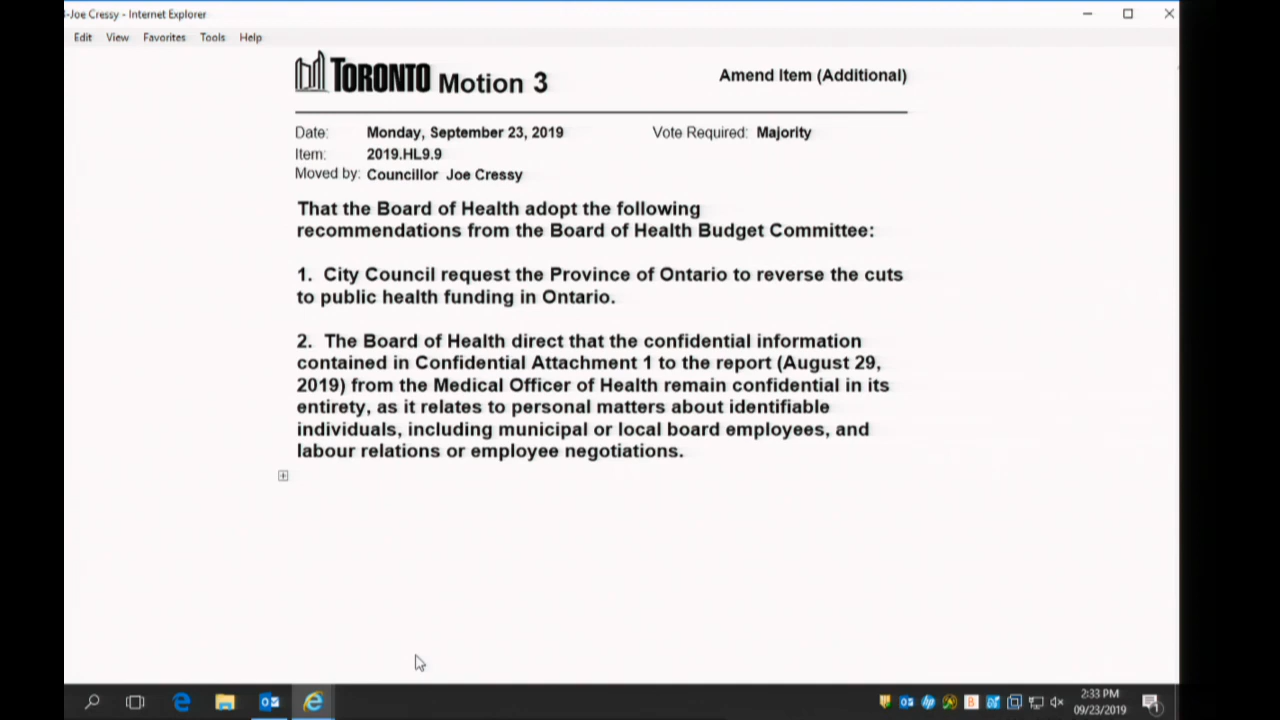 -Joe Cressy - Internet Explorer
Edit View Favorites Tools Help
TORONTO Motion 3
Amend Item (Additional)
Date: Monday, September 23, 2019 Vote Required: Majority
Item: 2019.HL9.9
Moved by: Councillor Joe Cressy
That the Board of Health adopt the following
recommendations from the Board of Health Budget Committee:
1. City Council request the Province of Ontario to reverse the cuts
to public health funding in Ontario.
2. The Board of Health direct that the confidential information
contained in Confidential Attachment 1 to the report (August 29,
2019) from the Medical Officer of Health remain confidential in its
entirety, as it relates to personal matters about identifiable
individuals, including municipal or local board employees, and
labour relations or employee negotiations.
2:33 PM
09/23/2019